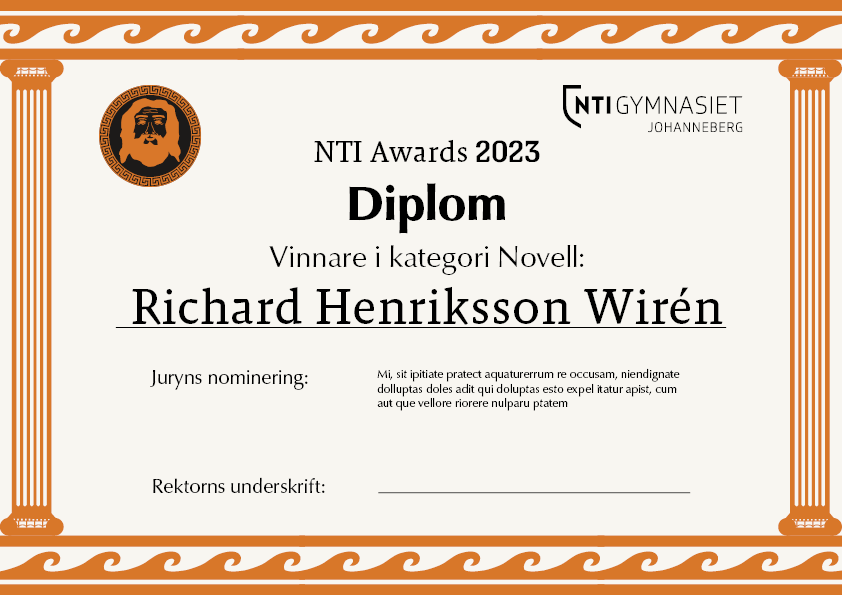 NTI GYMNASIET
JOHANNEBERG
NTI Awards 2023
Diplom
Vinnare i kategori Novell:
Richard Henriksson Wirén
Juryns nominering:
Mi, sit ipitiate pratect aquaturerrum re occusam, niendignate
dolluptas doles adit qui doluptas esto expel itatur apist, cum
aut que vellore riorere nulparu ptatem
Rektorns underskrift: